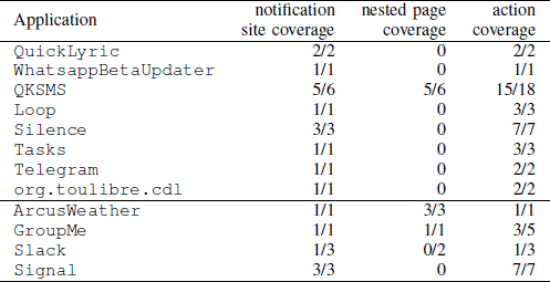 Application notification site coverage nested page coverage action coverage
QuickLyric 2/2 0 2/2
WhatsappBetaUpdater 1/1 0 1/1
QKSMS 5/6 5/6 15/18
Loop 1/1 0 3/3
Silence 3/3 0 7/7
Tasks 1/1 0 3/3
Telegram 1/1 0 2/2
org.toulibre.cdl 1/1 0 2/2
ArcusWeather 1/1 3/3 1/1
GroupMe 1/1 1/1 3/5
Slack 1/3 0/2 1/3
Signal 3/3 0 7/7